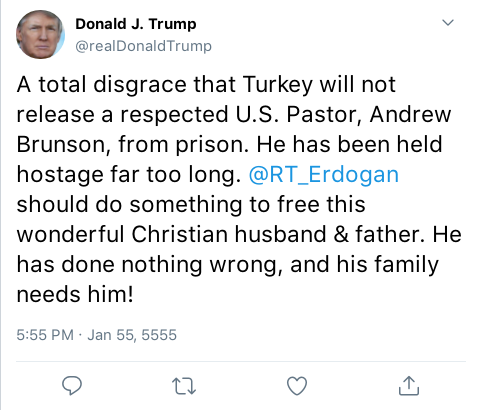 Donald J. Trump
@realDonaldTrump
A total disgrace that Turkey will not
release a respected U.S. Pastor, Andrew
Brunson, from prison. He has been held
hostage far too long. @RT_Erdogan
should do something to free this
wonderful Christian husband & father. He
has done nothing wrong, and his family
needs him!
5:55 PM · Jan 55, 5555